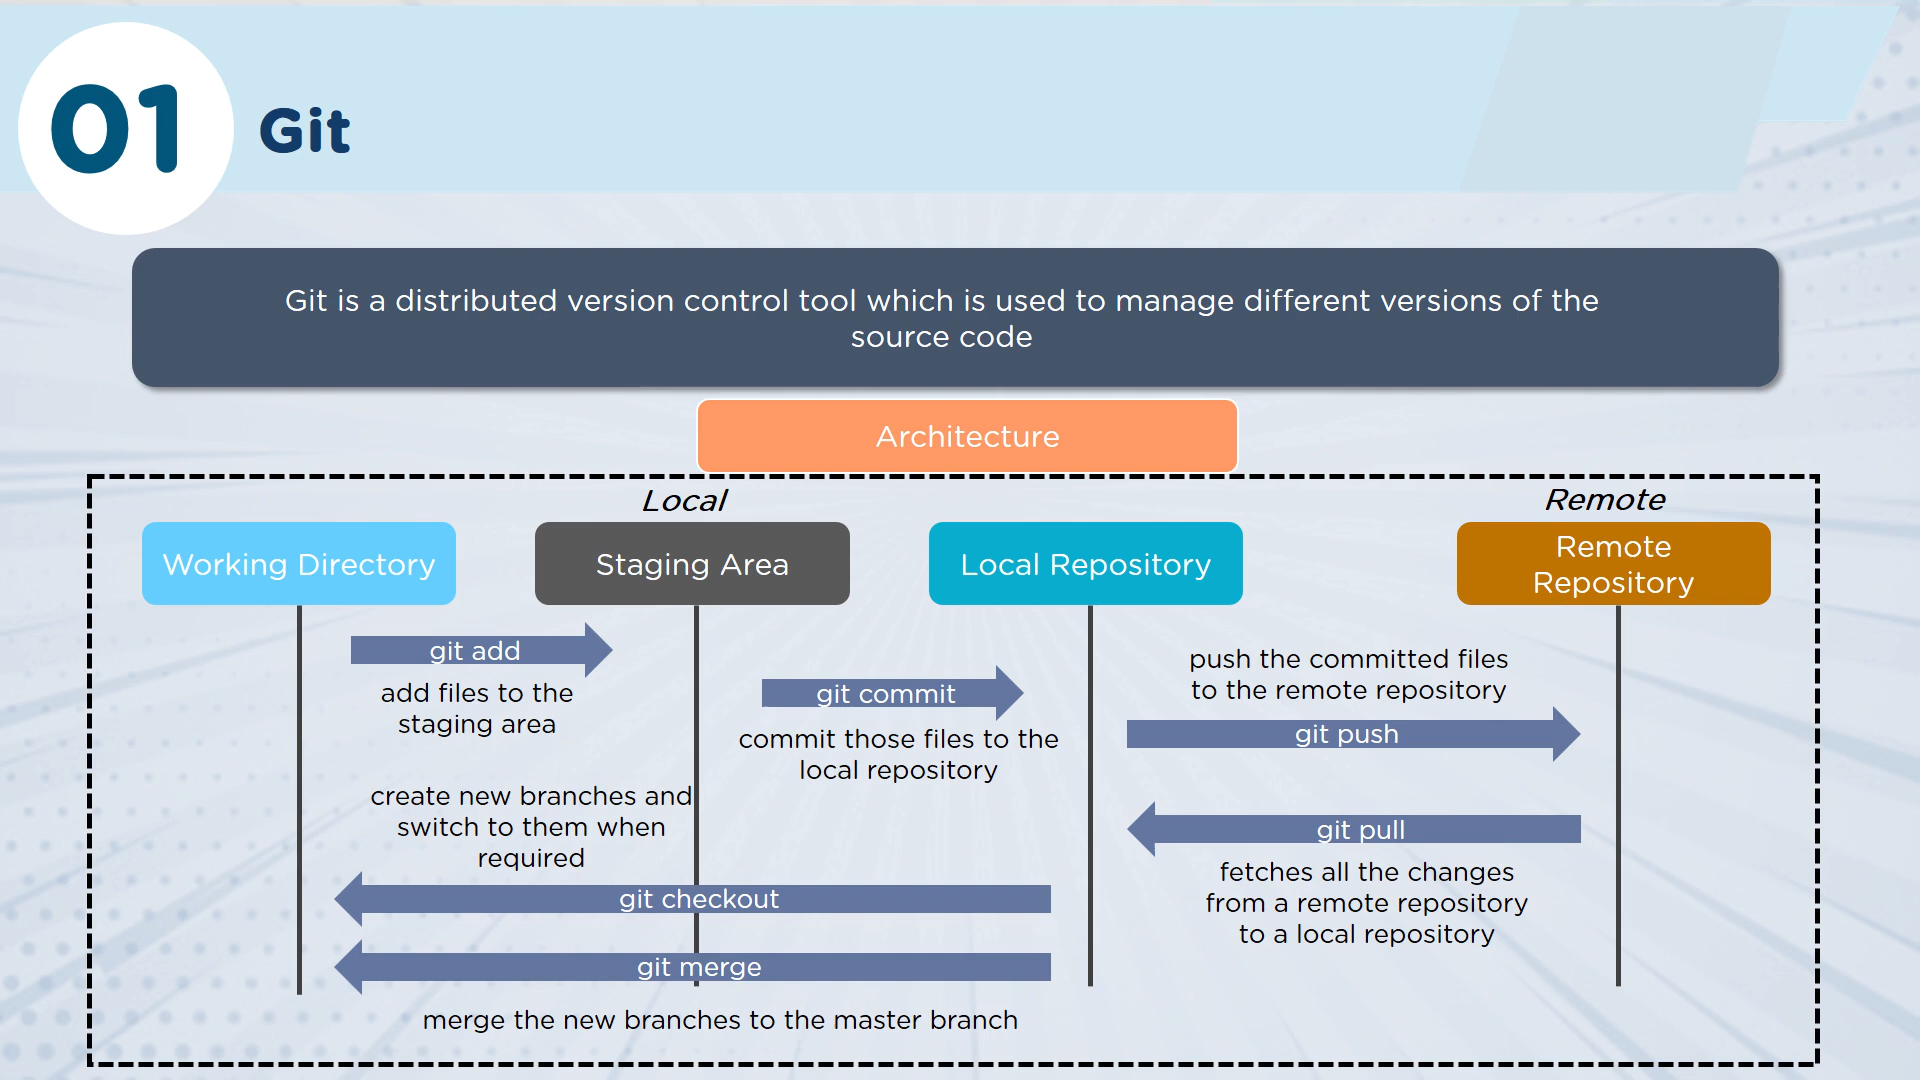 01
Git
Git is a distributed version control tool which is used to manage different versions of the
source code
Architecture
Local
Remote
Working Directory
Staging Area
Local Repository
Remote
Repository
git add
add files to the
staging area
git commit
commit those files to the
local repository
push the committed files
to the remote repository
git push
create new branches and
switch to them when
required
git pull
fetches all the changes
from a remote repository
to a local repository
git checkout
git merge
merge the new branches to the master branch